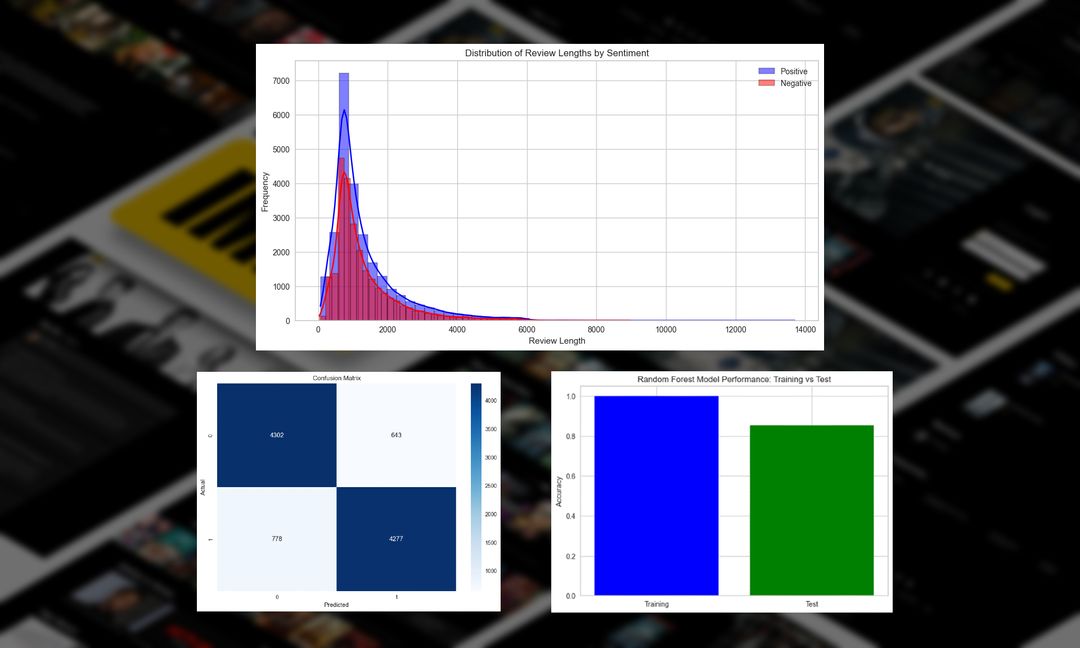 Distribution of Review Lengths by Sentiment
Positive
Negative
7000
6000
5000
4000
3000
2000
1000
0
Frequency
0 2000 4000 6000 8000 10000 12000 14000
Review Length
Confusion Matrix
4302 643
778 4277
0
1
Actual
0 1
Predicted
4000
3500
3000
2500
2000
1500
1000
Random Forest Model Performance: Training vs Test
1.0
0.8
0.6
0.4
0.2
0.0
Accuracy
Training Test